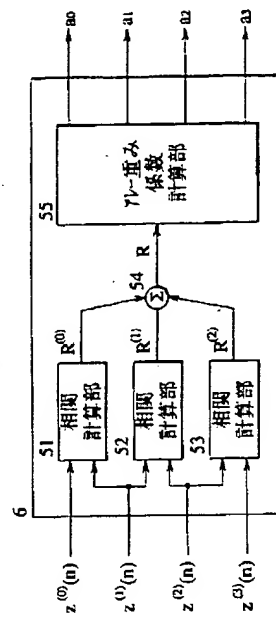 6
z⁽⁰⁾(n)
z⁽¹⁾(n)
z⁽²⁾(n)
z⁽³⁾(n)
51
相関
計算部
52
相関
計算部
53
相関
計算部
R⁽⁰⁾
R⁽¹⁾
R⁽²⁾
54
Σ
R
55
アレー重み
係数
計算部
a0
a1
a2
a3